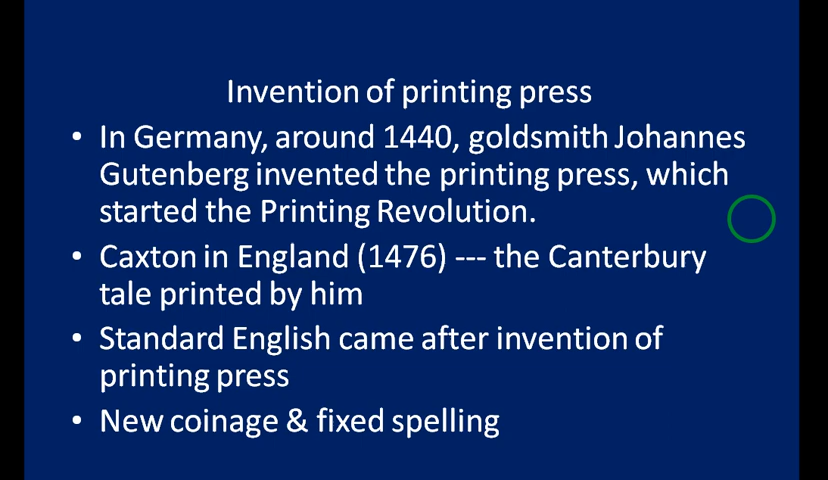 Invention of printing press
• In Germany, around 1440, goldsmith Johannes
Gutenberg invented the printing press, which
started the Printing Revolution.
• Caxton in England (1476) --- the Canterbury
tale printed by him
• Standard English came after invention of
printing press
• New coinage & fixed spelling